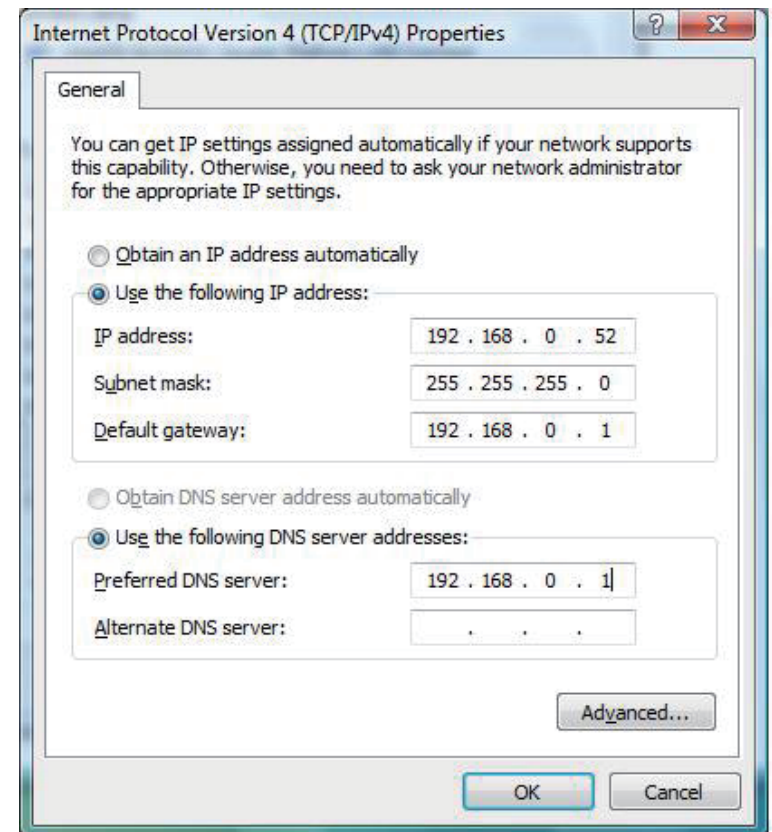 Internet Protocol Version 4 (TCP/IPv4) Properties
General
You can get IP settings assigned automatically if your network supports
this capability. Otherwise, you need to ask your network administrator
for the appropriate IP settings.
Obtain an IP address automatically
Use the following IP address:
IP address: 192 . 168 . 0 . 52
Subnet mask: 255 . 255 . 255 . 0
Default gateway: 192 . 168 . 0 . 1
Obtain DNS server address automatically
Use the following DNS server addresses:
Preferred DNS server: 192 . 168 . 0 . 1
Alternate DNS server: . . .
Advanced...
OK Cancel